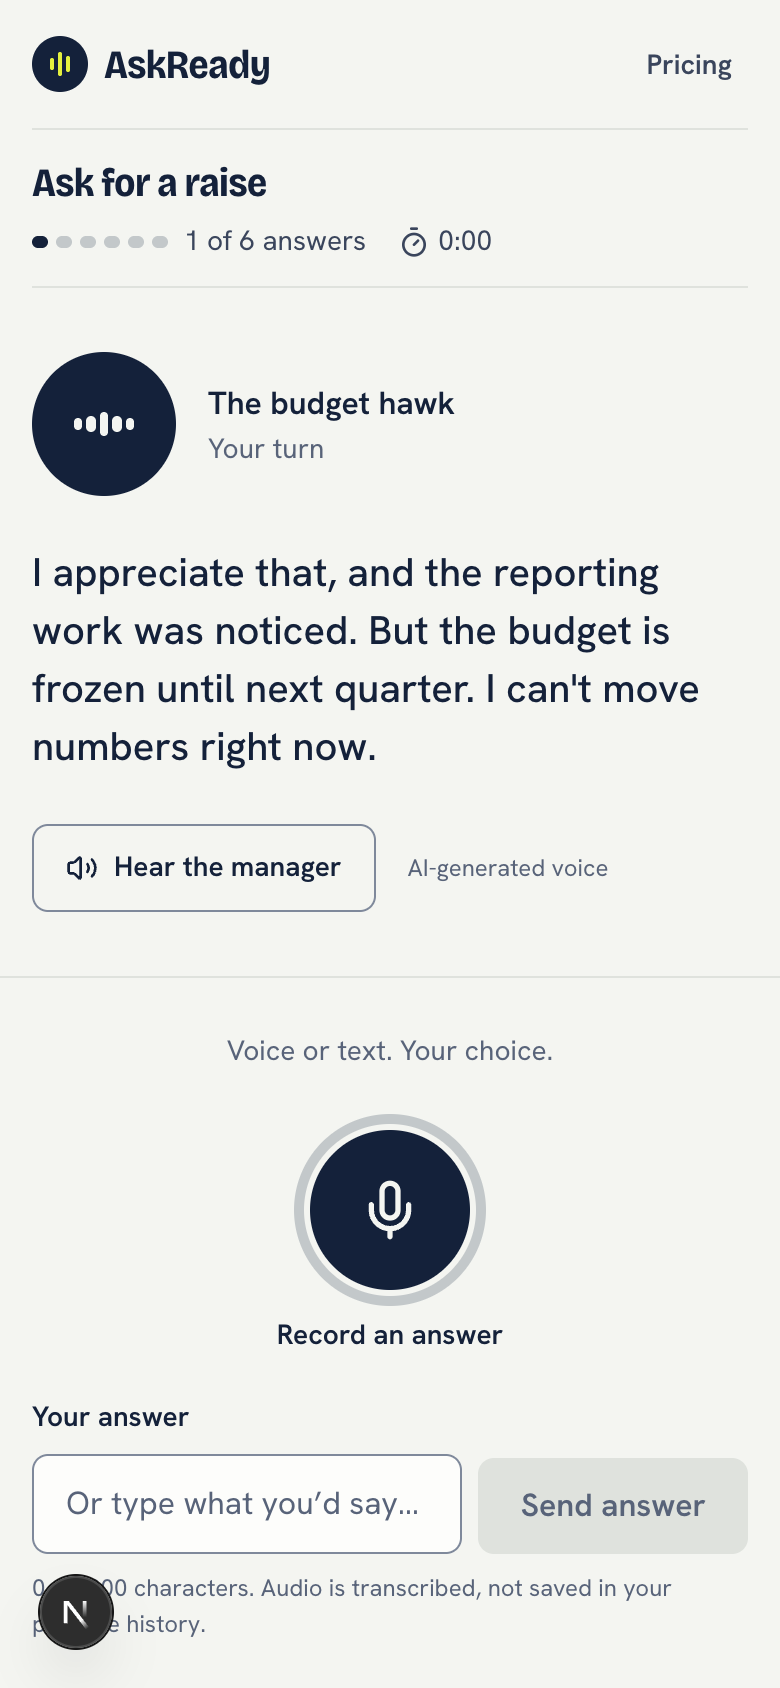 AskReady
Pricing
Ask for a raise
1 of 6 answers
0:00
The budget hawk
Your turn
I appreciate that, and the reporting
work was noticed. But the budget is
frozen until next quarter. I can't move
numbers right now.
Hear the manager
AI-generated voice
Voice or text. Your choice.
Record an answer
Your answer
Or type what you’d say...
Send answer
characters. Audio is transcribed, not saved in your
history.
N